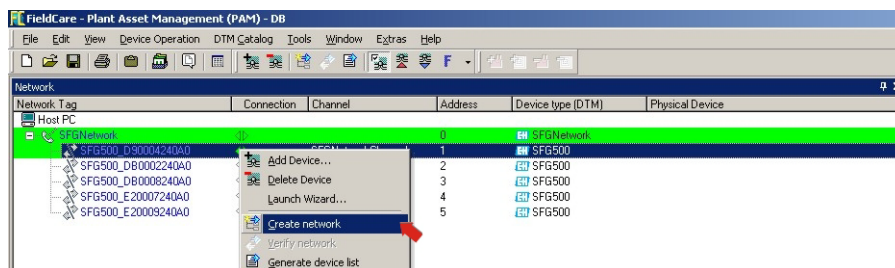 FieldCare - Plant Asset Management (PAM) - DB
File Edit View Device Operation DTM Catalog Tools Window Extras Help
F
Network
Network Tag Connection Channel Address Device type (DTM) Physical Device
Host PC
SFGNetwork 0 SFGNetwork
SFG500_D90004240A0 1 SFG500
SFG500_DB0002240A0 2 SFG500
SFG500_DB0008240A0 3 SFG500
SFG500_E20007240A0 4 SFG500
SFG500_E20009240A0 5 SFG500
Add Device...
Delete Device
Launch Wizard...
Create network
Verify network
Generate device list